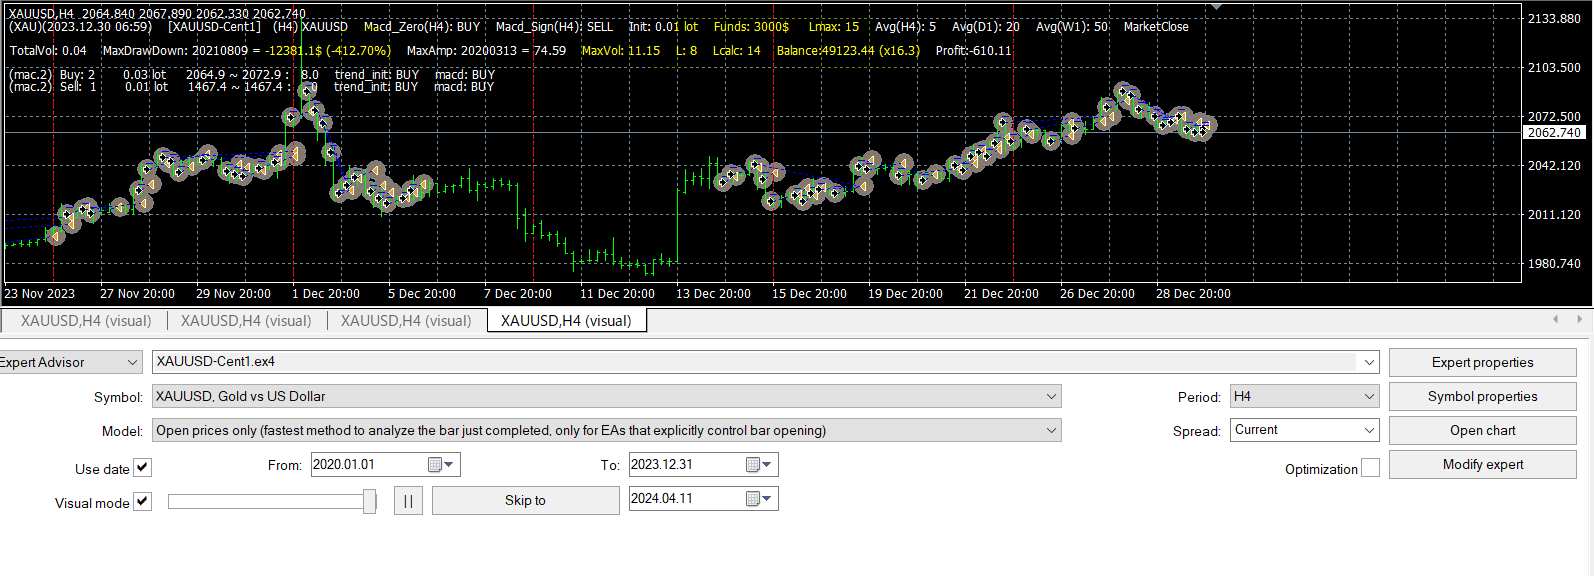 XAUUSD,H4 2064.840 2067.890 2062.330 2062.740
(XAU)(2023.12.30 06:59) [XAUUSD-Cent1] (H4) XAUUSD Macd_Zero(H4): BUY Macd_Sign(H4): SELL Init: 0.01 lot Funds: 3000$ Lmax: 15 Avg(H4): 5 Avg(D1): 20 Avg(W1): 50 MarketClose
TotalVol: 0.04 MaxDrawDown: 20210809 = -12381.1$ (-412.70%) MaxAmp: 20200313 = 74.59 MaxVol: 11.15 L: 8 Lcalc: 14 Balance:49123.44 (x16.3) Profit:-610.11
(mac.2) Buy: 2 0.03 lot 2064.9 ~ 2072.9 : 8.0 trend_init: BUY macd: BUY
(mac.2) Sell: 1 0.01 lot 1467.4 ~ 1467.4 : trend_init: BUY macd: BUY
2133.880
2103.500
2072.500
2062.740
2042.120
2011.120
1980.740
23 Nov 2023 27 Nov 20:00 29 Nov 20:00 1 Dec 20:00 5 Dec 20:00 7 Dec 20:00 11 Dec 20:00 13 Dec 20:00 15 Dec 20:00 19 Dec 20:00 21 Dec 20:00 26 Dec 20:00 28 Dec 20:00
XAUUSD,H4 (visual) XAUUSD,H4 (visual) XAUUSD,H4 (visual) XAUUSD,H4 (visual)
Expert Advisor XAUUSD-Cent1.ex4 Expert properties
Symbol: XAUUSD, Gold vs US Dollar Period: H4 Symbol properties
Model: Open prices only (fastest method to analyze the bar just completed, only for EAs that explicitly control bar opening) Spread: Current Open chart
Use date From: 2020.01.01 To: 2023.12.31 Optimization Modify expert
Visual mode Skip to 2024.04.11